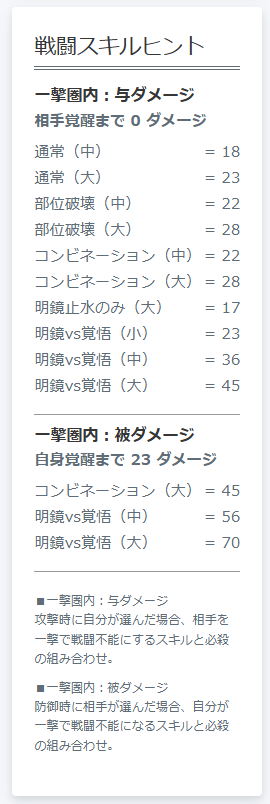 戦闘スキルヒント
一撃圏内：与ダメージ
相手覚醒まで 0 ダメージ
通常（中） = 18
通常（大） = 23
部位破壊（中） = 22
部位破壊（大） = 28
コンビネーション（中） = 22
コンビネーション（大） = 28
明鏡止水のみ（大） = 17
明鏡vs覚悟（小） = 23
明鏡vs覚悟（中） = 36
明鏡vs覚悟（大） = 45
一撃圏内：被ダメージ
自身覚醒まで 23 ダメージ
コンビネーション（大） = 45
明鏡vs覚悟（中） = 56
明鏡vs覚悟（大） = 70
■一撃圏内：与ダメージ
攻撃時に自分が選んだ場合、相手を
一撃で戦闘不能にするスキルと必殺
の組み合わせ。
■一撃圏内：被ダメージ
防御時に相手が選んだ場合、自分が
一撃で戦闘不能になるスキルと必殺
の組み合わせ。